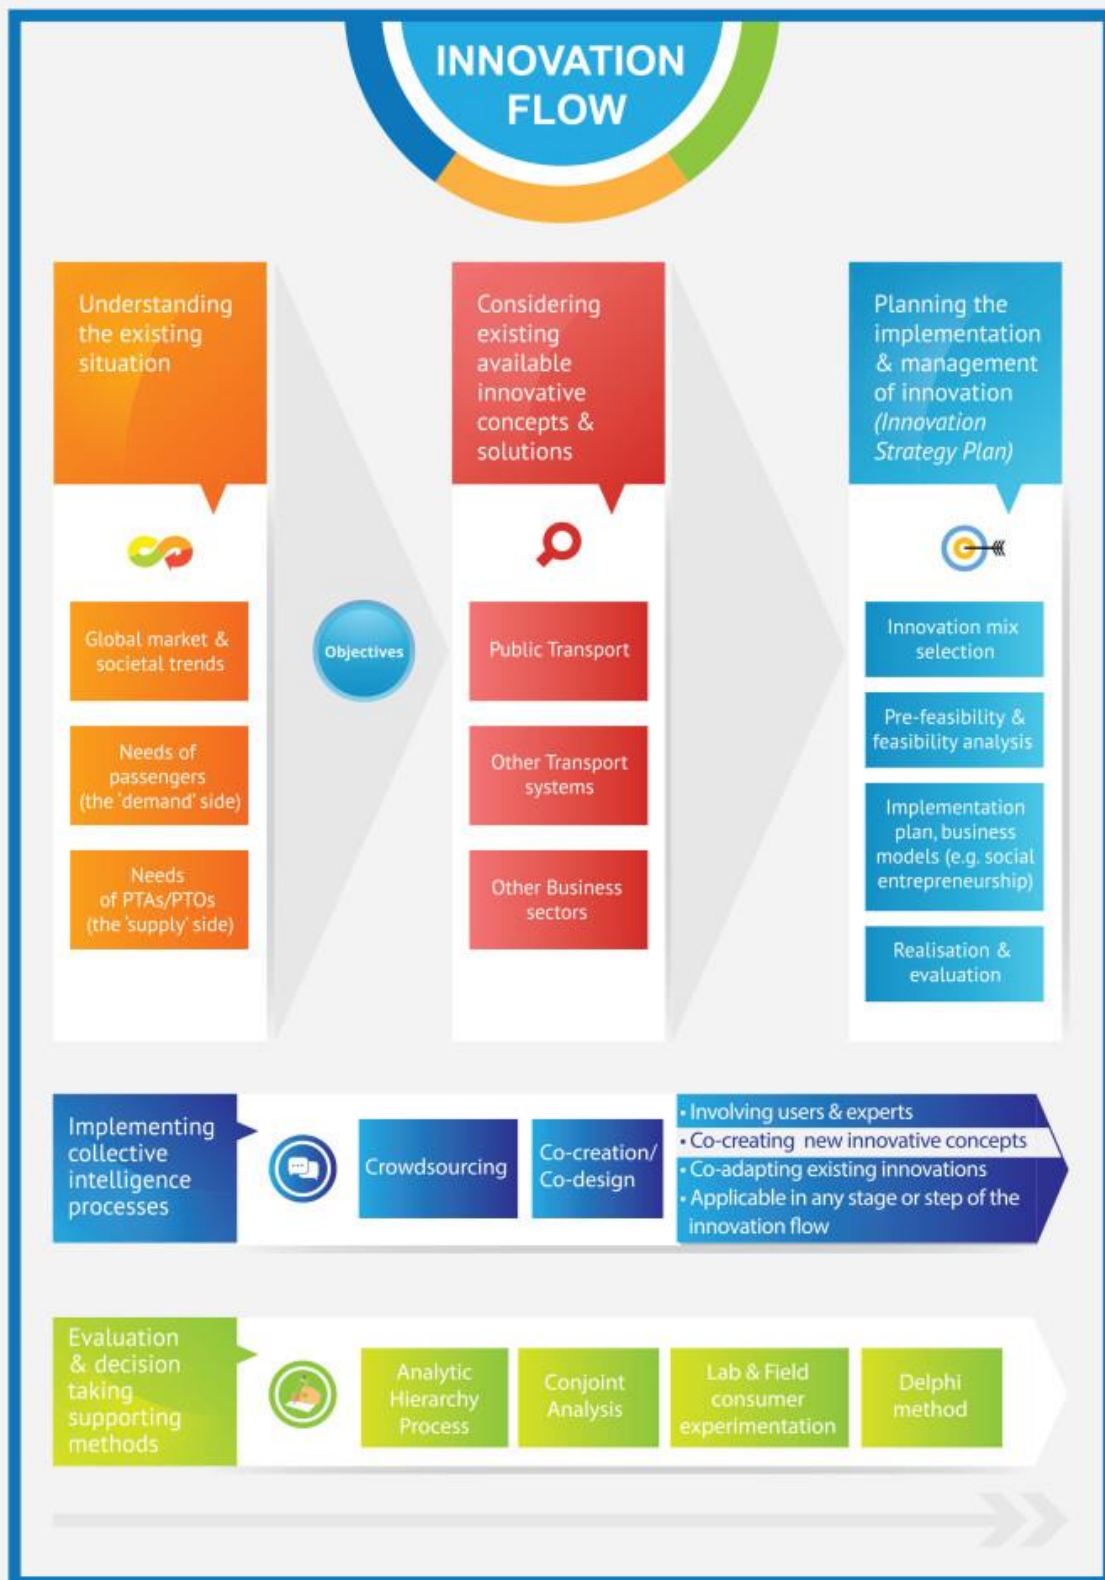 INNOVATION
FLOW
Understanding
the existing
situation
Global market &
societal trends
Needs of
passengers
(the 'demand' side)
Needs
of PTAs/PTOs
(the 'supply' side)
Objectives
Considering
existing
available
innovative
concepts &
solutions
Public Transport
Other Transport
systems
Other Business
sectors
Planning the
implementation
& management
of innovation
(Innovation
Strategy Plan)
Innovation mix
selection
Pre-feasibility &
feasibility analysis
Implementation
plan, business
models (e.g. social
entrepreneurship)
Realisation &
evaluation
Implementing
collective
intelligence
processes
Crowdsourcing
Co-creation/
Co-design
• Involving users & experts
• Co-creating new innovative concepts
• Co-adapting existing innovations
• Applicable in any stage or step of the
innovation flow
Evaluation
& decision
taking
supporting
methods
Analytic
Hierarchy
Process
Conjoint
Analysis
Lab & Field
consumer
experimentation
Delphi
method